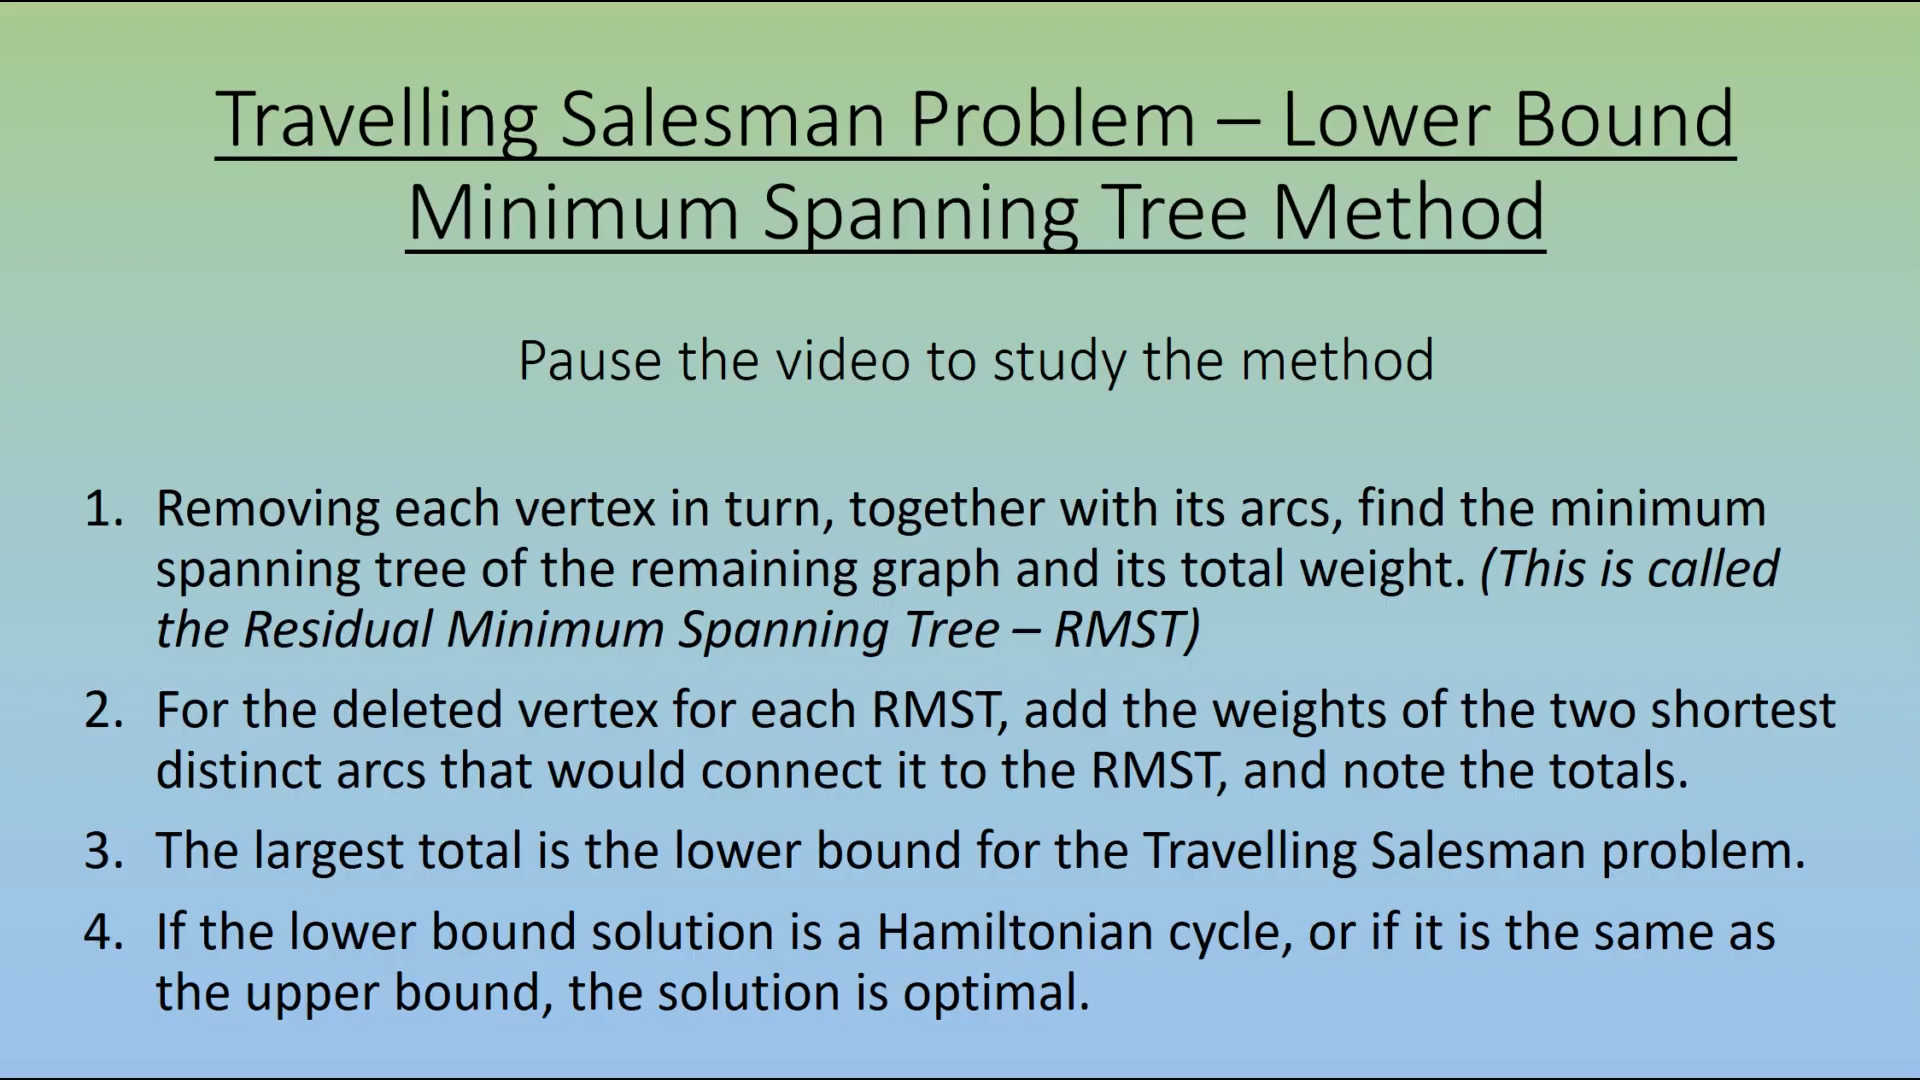 Travelling Salesman Problem – Lower Bound
Minimum Spanning Tree Method
Pause the video to study the method
1. Removing each vertex in turn, together with its arcs, find the minimum
spanning tree of the remaining graph and its total weight. (This is called
the Residual Minimum Spanning Tree – RMST)
2. For the deleted vertex for each RMST, add the weights of the two shortest
distinct arcs that would connect it to the RMST, and note the totals.
3. The largest total is the lower bound for the Travelling Salesman problem.
4. If the lower bound solution is a Hamiltonian cycle, or if it is the same as
the upper bound, the solution is optimal.